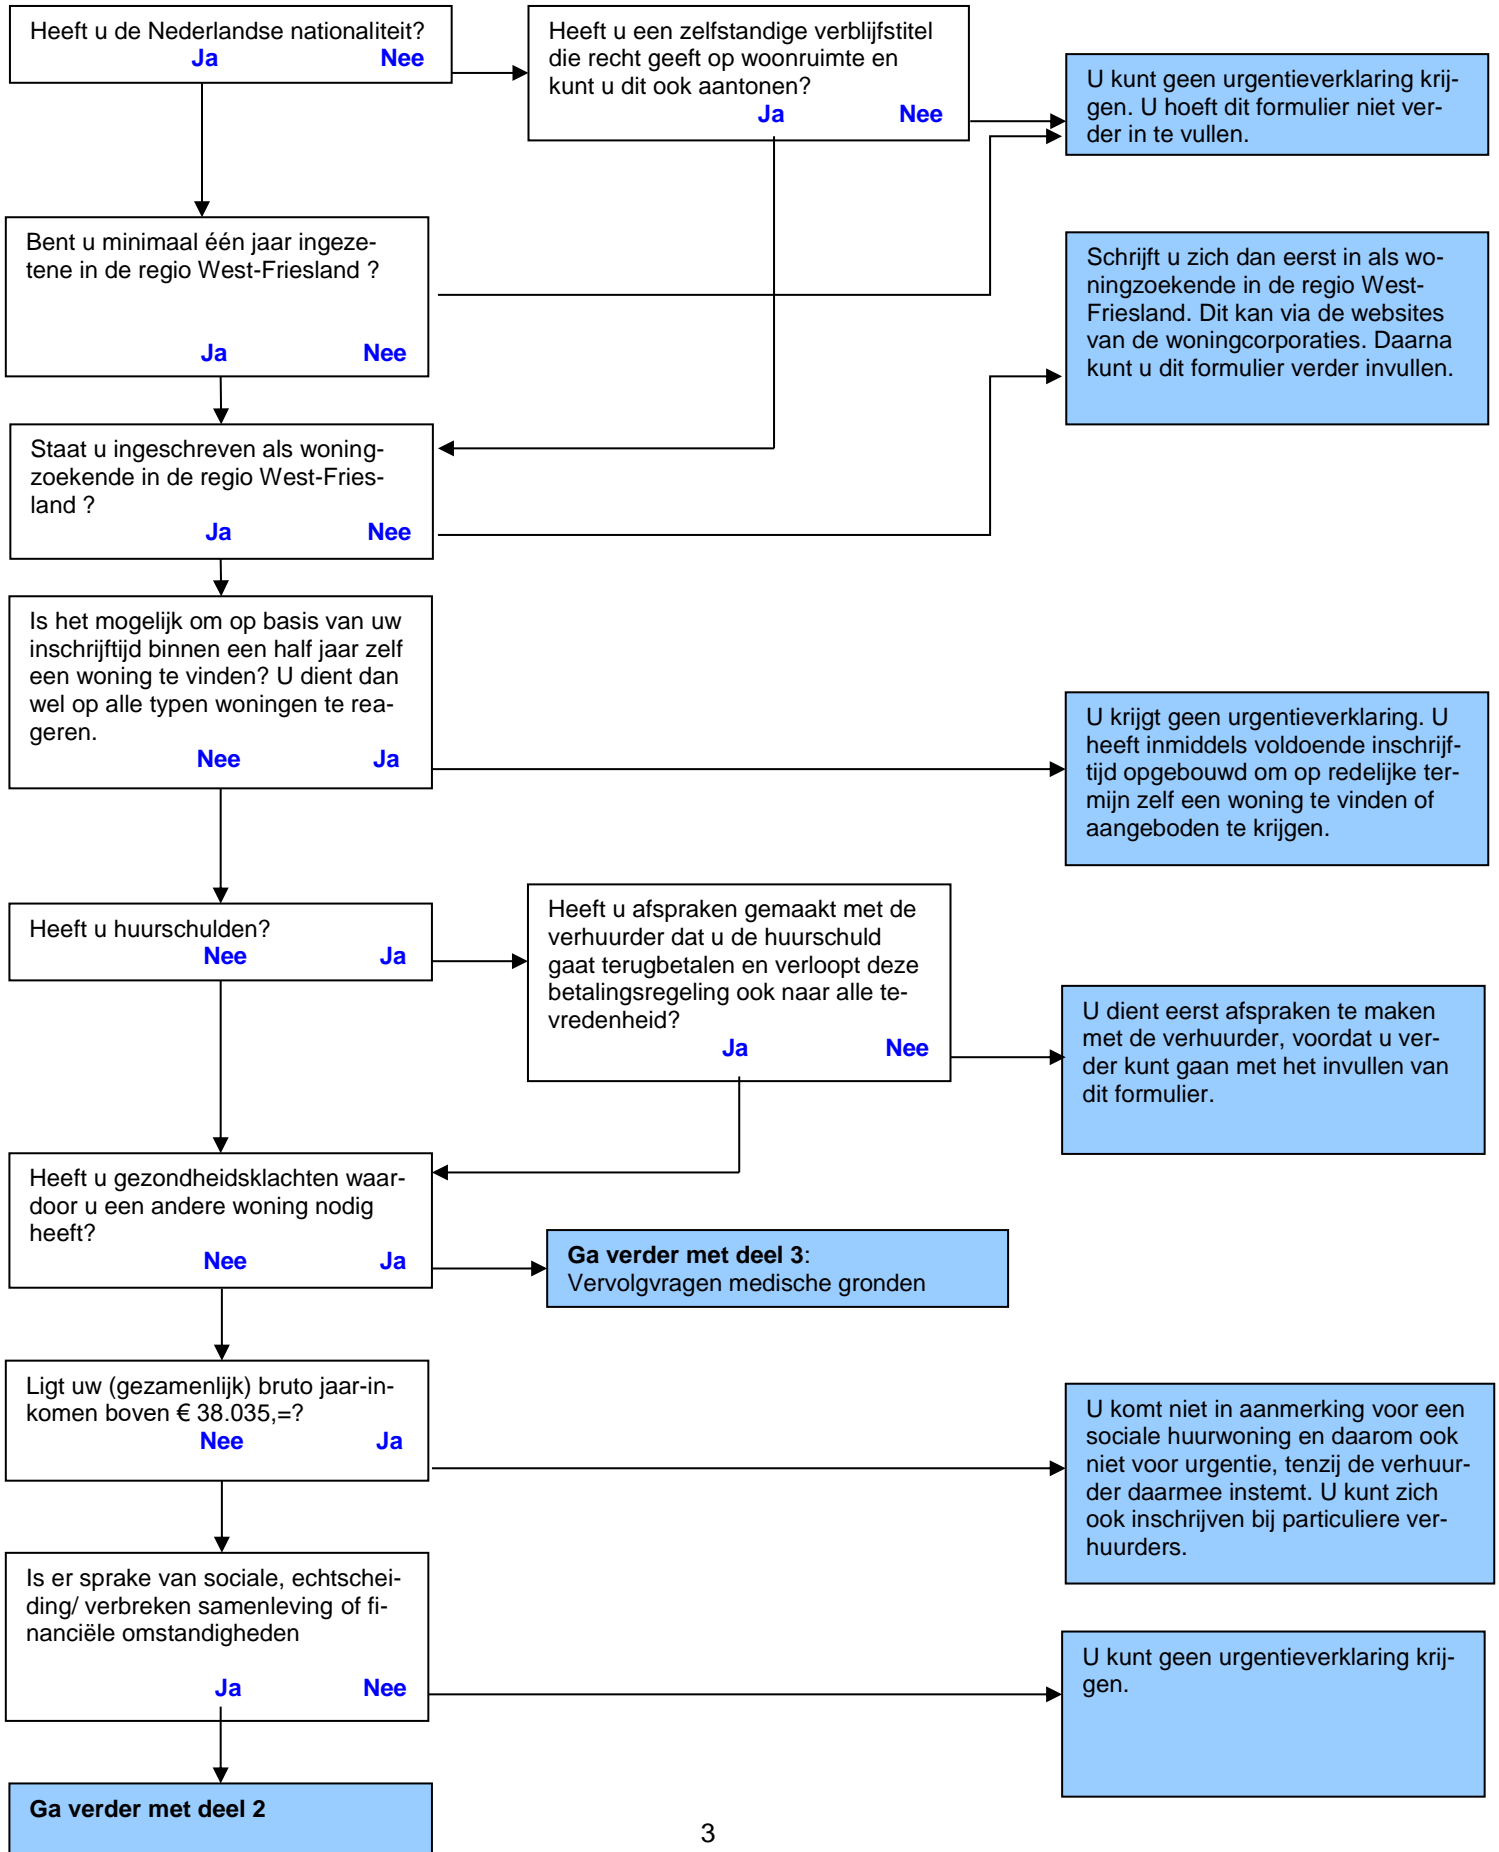 Heeft u de Nederlandse nationaliteit?
Ja Nee
Heeft u een zelfstandige verblijfstitel
die recht geeft op woonruimte en
kunt u dit ook aantonen?
Ja Nee
U kunt geen urgentieverklaring krij-
gen. U hoeft dit formulier niet ver-
der in te vullen.
Bent u minimaal één jaar ingeze-
tene in de regio West-Friesland ?
Ja Nee
Schrijft u zich dan eerst in als wo-
ningzoekende in de regio West-
Friesland. Dit kan via de websites
van de woningcorporaties. Daarna
kunt u dit formulier verder invullen.
Staat u ingeschreven als woning-
zoekende in de regio West-Fries-
land ?
Ja Nee
Is het mogelijk om op basis van uw
inschrijftijd binnen een half jaar zelf
een woning te vinden? U dient dan
wel op alle typen woningen te rea-
geren.
Nee Ja
U krijgt geen urgentieverklaring. U
heeft inmiddels voldoende inschrijf-
tijd opgebouwd om op redelijke ter-
mijn zelf een woning te vinden of
aangeboden te krijgen.
Heeft u huurschulden?
Nee Ja
Heeft u afspraken gemaakt met de
verhuurder dat u de huurschuld
gaat terugbetalen en verloopt deze
betalingsregeling ook naar alle te-
vredenheid?
Ja Nee
U dient eerst afspraken te maken
met de verhuurder, voordat u ver-
der kunt gaan met het invullen van
dit formulier.
Heeft u gezondheidsklachten waar-
door u een andere woning nodig
heeft?
Nee Ja
Ga verder met deel 3:
Vervolgvragen medische gronden
Ligt uw (gezamenlijk) bruto jaar-in-
komen boven € 38.035,=?
Nee Ja
U komt niet in aanmerking voor een
sociale huurwoning en daarom ook
niet voor urgentie, tenzij de verhuur-
der daarmee instemt. U kunt zich
ook inschrijven bij particuliere ver-
huurders.
Is er sprake van sociale, echtschei-
ding/ verbreken samenleving of fi-
nanciële omstandigheden
Ja Nee
U kunt geen urgentieverklaring krij-
gen.
Ga verder met deel 2
3